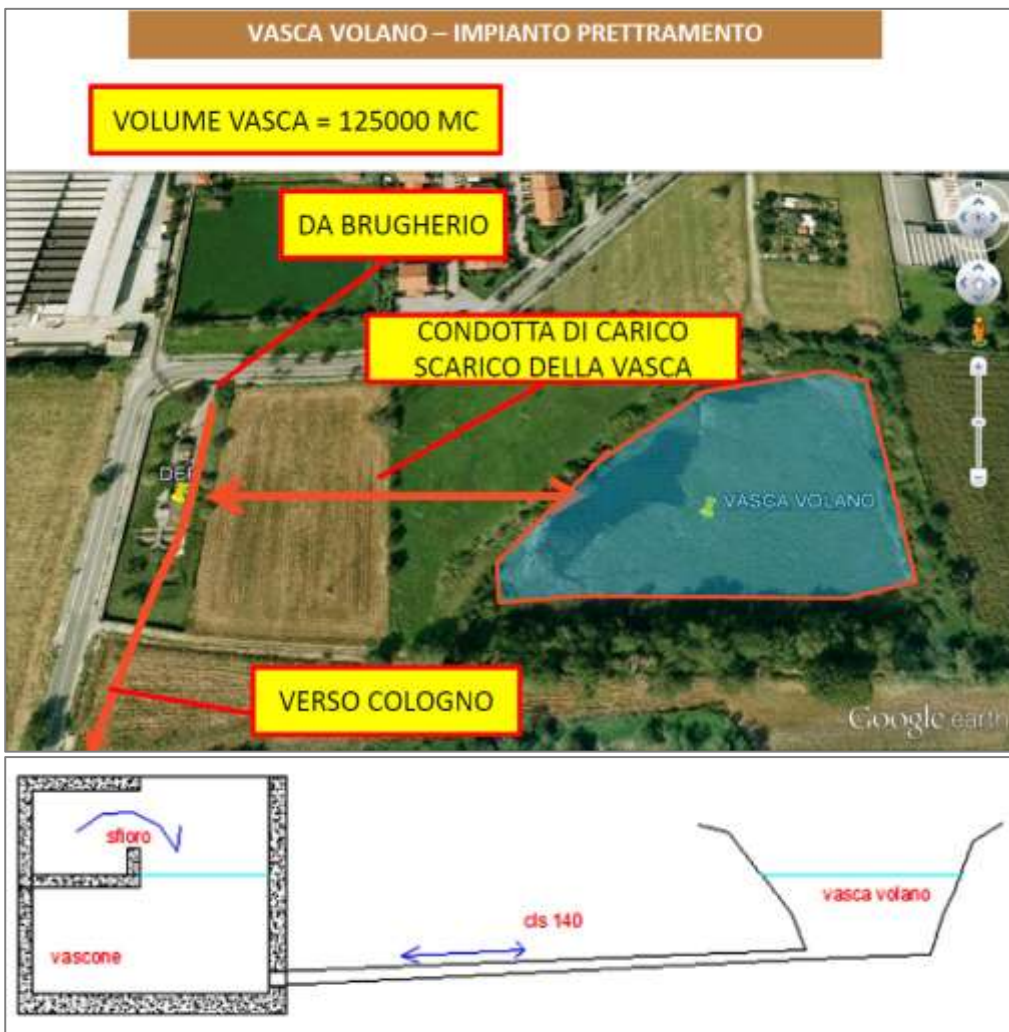 VASCA VOLANO – IMPIANTO PRETTRAMENTO
VOLUME VASCA = 125000 MC
DA BRUGHERIO
CONDOTTA DI CARICO
SCARICO DELLA VASCA
DEP
VASCA VOLANO
VERSO COLOGNO
Google earth
sfioro
vasca volano
cls 140
vascone